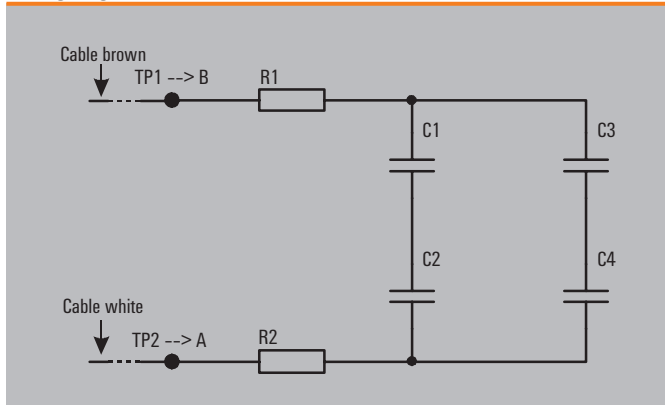 Cable brown
TP1 --> B
R1
C1
C3
C2
C4
Cable white
TP2 --> A
R2